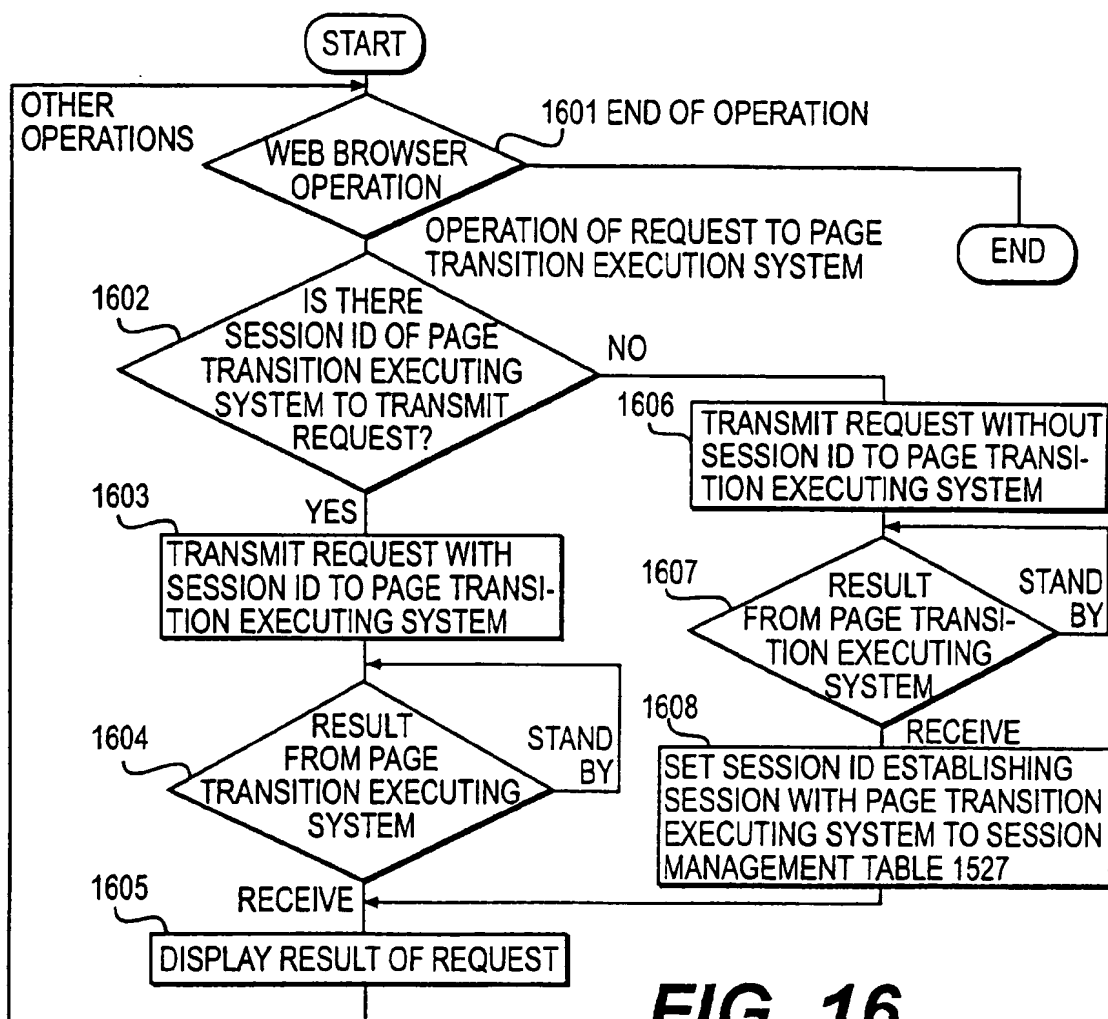 START
OTHER
OPERATIONS
1601 END OF OPERATION
WEB BROWSER
OPERATION
END
OPERATION OF REQUEST TO PAGE
TRANSITION EXECUTION SYSTEM
1602
IS THERE
SESSION ID OF PAGE
TRANSITION EXECUTING
SYSTEM TO TRANSMIT
REQUEST?
NO
YES
1603
TRANSMIT REQUEST WITH
SESSION ID TO PAGE TRANSI-
TION EXECUTING SYSTEM
1604
RESULT
FROM PAGE
TRANSITION EXECUTING
SYSTEM
STAND
BY
RECEIVE
1606
TRANSMIT REQUEST WITHOUT
SESSION ID TO PAGE TRANSI-
TION EXECUTING SYSTEM
1607
RESULT
FROM PAGE TRANSI-
TION EXECUTING
SYSTEM
STAND
BY
RECEIVE
1608
SET SESSION ID ESTABLISHING
SESSION WITH PAGE TRANSITION
EXECUTING SYSTEM TO SESSION
MANAGEMENT TABLE 1527
1605
DISPLAY RESULT OF REQUEST
FIG. 16